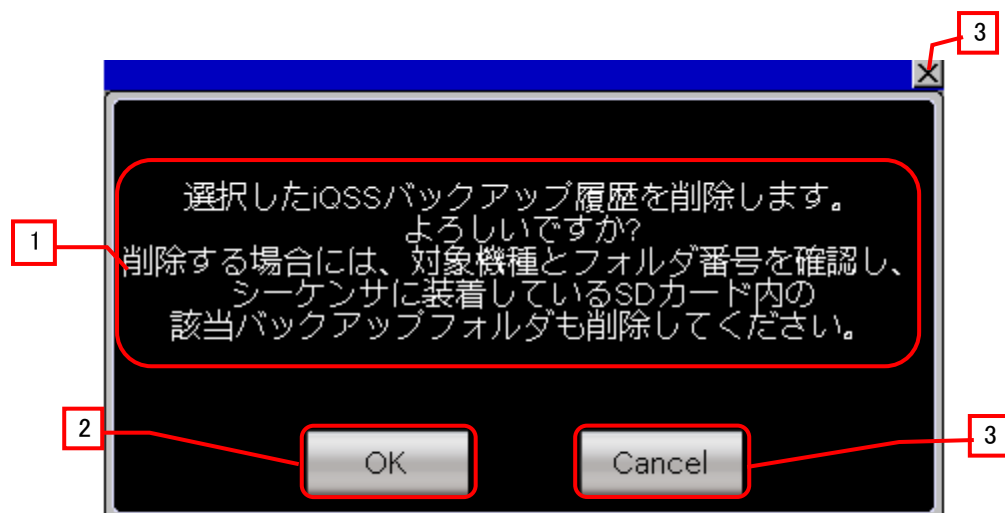 3
選択したiQSSバックアップ履歴を削除します。
よろしいですか?
1
削除する場合には、対象機種とフォルダ番号を確認し、
シーケンサに装着しているSDカード内の
該当バックアップフォルダも削除してください。
2
OK
Cancel
3